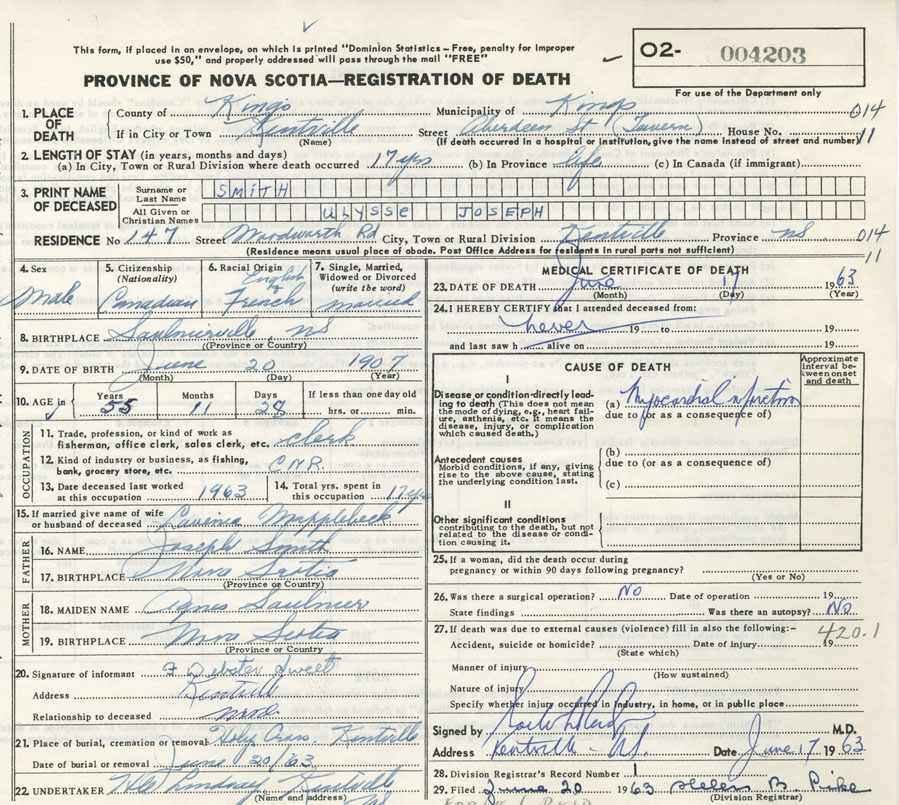 This form, if placed in an envelope, on which is printed "Dominion Statistics – Free, penalty for improper
use $50," and properly addressed will pass through the mail "FREE"
O2- 004203
PROVINCE OF NOVA SCOTIA—REGISTRATION OF DEATH
For use of the Department only
1. PLACE OF DEATH { County of Kings Municipality of Kings 014
If in City or Town Kentville (Name) Street Aberdeen St (Tavern) House No. 11
(If death occurred in a hospital or institution, give the name instead of street and number)
2. LENGTH OF STAY (in years, months and days)
(a) In City, Town or Rural Division where death occurred 17 yrs (b) In Province life (c) In Canada (if immigrant)
3. PRINT NAME OF DECEASED { Surname or Last Name SMITH
All Given or Christian Names ULYSSE JOSEPH
RESIDENCE No 147 Street Rd City, Town or Rural Division Kentville Province NS 014
(Residence means usual place of abode. Post Office Address for residents in rural parts not sufficient) 11
4. Sex Male
5. Citizenship (Nationality) Canadian
6. Racial Origin English French
7. Single, Married, Widowed or Divorced (write the word) Married
8. BIRTHPLACE Saulnierville NS
(Province or Country)
9. DATE OF BIRTH June 20 1907
(Month) (Day) (Year)
10. AGE in { Years 55 Months 11 Days 28 If less than one day old hrs. or min.
OCCUPATION
11. Trade, profession, or kind of work as fisherman, office clerk, sales clerk, etc. clerk
12. Kind of industry or business, as fishing, bank, grocery store, etc. C.N.R.
13. Date deceased last worked at this occupation 1963
14. Total yrs. spent in this occupation 17 yrs
15. If married give name of wife or husband of deceased
FATHER
16. NAME Joseph Smith
17. BIRTHPLACE Nova Scotia
(Province or Country)
MOTHER
18. MAIDEN NAME Agnes Saulnier
19. BIRTHPLACE Nova Scotia
(Province or Country)
20. Signature of informant F Webster Sweet
Address Kentville
Relationship to deceased none
21. Place of burial, cremation or removal Holy Cross Kentville
Date of burial or removal June 20/63
22. UNDERTAKER Lindsay Kentville
(Name and address) NS
MEDICAL CERTIFICATE OF DEATH
23. DATE OF DEATH June 17 1963
(Month) (Day) (Year)
24. I HEREBY CERTIFY that I attended deceased from:
never 19 to 19
and last saw h alive on 19
CAUSE OF DEATH
Approximate interval between onset and death
I
Disease or condition directly leading to death (This does not mean the mode of dying, e.g., heart failure, asthenia, etc. It means the disease, injury, or complication which caused death.)
(a) Myocardial infarction
due to (or as a consequence of)
Antecedent causes
Morbid conditions, if any, giving rise to the above cause, stating the underlying condition last.
(b)
due to (or as a consequence of)
(c)
II
Other significant conditions
contributing to the death, but not related to the disease or condition causing it.
25. If a woman, did the death occur during pregnancy or within 90 days following pregnancy?
(Yes or No)
26. Was there a surgical operation? No Date of operation 19
State findings Was there an autopsy? No
27. If death was due to external causes (violence) fill in also the following:— 420.1
Accident, suicide or homicide? Date of injury 19
(State which)
Manner of injury
(How sustained)
Nature of injury
Specify whether injury occurred in Industry, in home, or in public place
Signed by M.D.
Address Kentville - N.S. Date June 17 1963
28. Division Registrar's Record Number 1
29. Filed June 20 1963 Helen B. Pike
(Division Registrar)